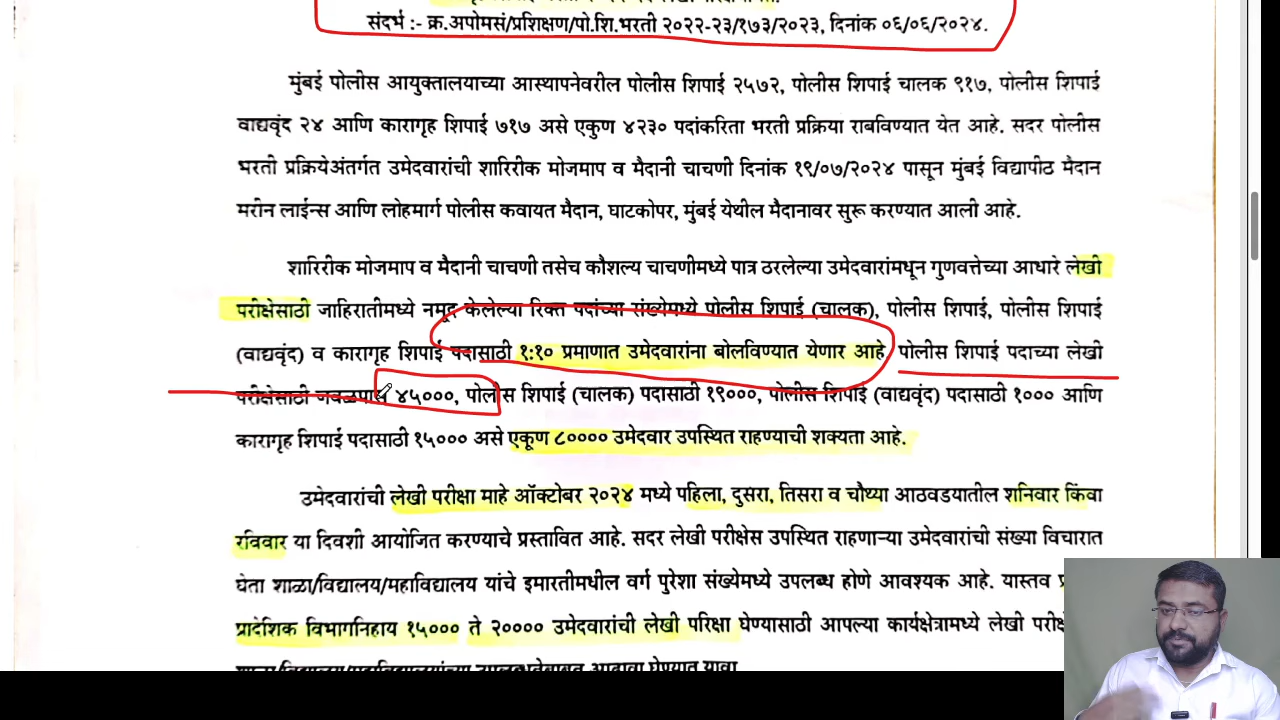 संदर्भ :- क्र.अपोमसं/प्रशिक्षण/पो.शि.भरती २०२२-२३/१७३/२०२३, दिनांक ०६/०६/२०२४.
मुंबई पोलीस आयुक्तालयाच्या आस्थापनेवरील पोलीस शिपाई २५७२, पोलीस शिपाई चालक ९१७, पोलीस शिपाई
वाद्यवृंद २४ आणि कारागृह शिपाई ७१७ असे एकुण ४२३० पदांकरिता भरती प्रक्रिया राबविण्यात येत आहे. सदर पोलीस
भरती प्रक्रियेअंतर्गत उमेदवारांची शारिरीक मोजमाप व मैदानी चाचणी दिनांक १९/०७/२०२४ पासून मुंबई विद्यापीठ मैदान
मरीन लाईन्स आणि लोहमार्ग पोलीस कवायत मैदान, घाटकोपर, मुंबई येथील मैदानावर सुरू करण्यात आली आहे.
शारिरीक मोजमाप व मैदानी चाचणी तसेच कौशल्य चाचणीमध्ये पात्र ठरलेल्या उमेदवारांमधून गुणवत्तेच्या आधारे लेखी
परीक्षेसाठी जाहिरातीमध्ये नमूद केलेल्या रिक्त पदांच्या संख्येमध्ये पोलीस शिपाई (चालक), पोलीस शिपाई, पोलीस शिपाई
(वाद्यवृंद) व कारागृह शिपाई पदासाठी १:१० प्रमाणात उमेदवारांना बोलविण्यात येणार आहे पोलीस शिपाई पदाच्या लेखी
परीक्षेसाठी जवळपास ४५०००, पोलीस शिपाई (चालक) पदासाठी १९०००, पोलीस शिपाई (वाद्यवृंद) पदासाठी १००० आणि
कारागृह शिपाई पदासाठी १५००० असे एकूण ८०००० उमेदवार उपस्थित राहण्याची शक्यता आहे.
उमेदवारांची लेखी परीक्षा माहे ऑक्टोबर २०२४ मध्ये पहिला, दुसरा, तिसरा व चौथ्या आठवडयातील शनिवार किंवा
रविवार या दिवशी आयोजित करण्याचे प्रस्तावित आहे. सदर लेखी परीक्षेस उपस्थित राहणाऱ्या उमेदवारांची संख्या विचारात
घेता शाळा/विद्यालय/महाविद्यालय यांचे इमारतीमधील वर्ग पुरेशा संख्येमध्ये उपलब्ध होणे आवश्यक आहे. यास्तव
प्रादेशिक विभागनिहाय १५००० ते २०००० उमेदवारांची लेखी परिक्षा घेण्यासाठी आपल्या कार्यक्षेत्रामध्ये लेखी